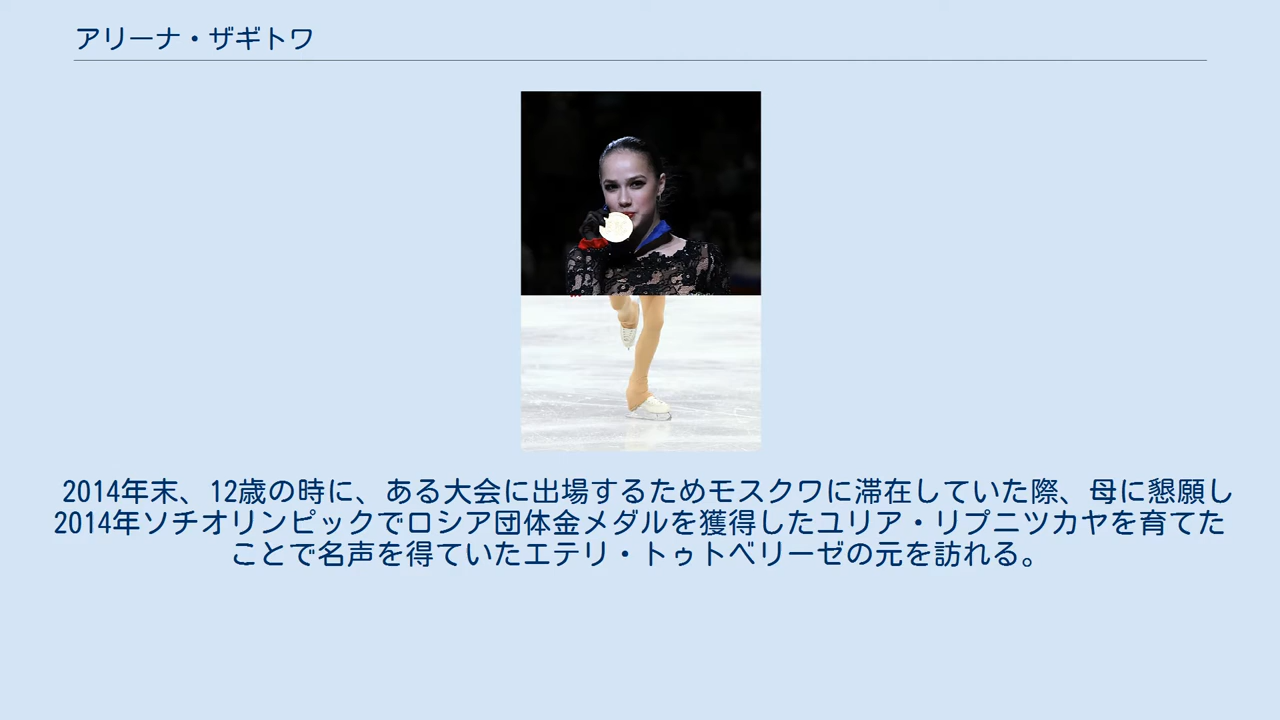 アリーナ・ザギトワ
2014年末、12歳の時に、ある大会に出場するためモスクワに滞在していた際、母に懇願し
2014年ソチオリンピックでロシア団体金メダルを獲得したユリア・リプニツカヤを育てた
ことで名声を得ていたエテリ・トゥトベリーゼの元を訪れる。